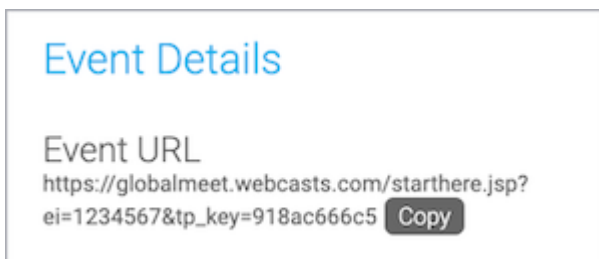 Event Details
Event URL
https://globalmeet.webcasts.com/starthere.jsp?
ei=1234567&tp_key=918ac666c5 Copy